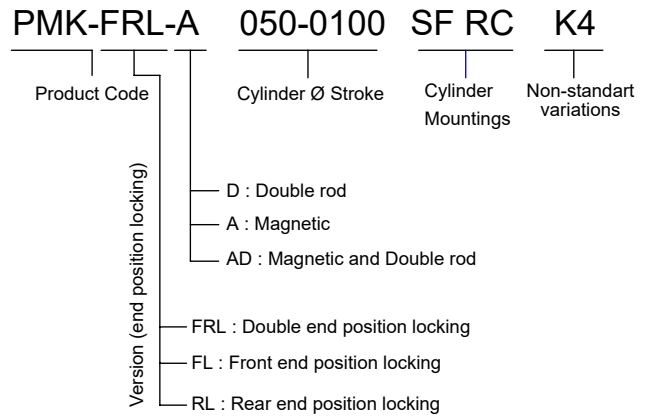 PMK-FRL-A 050-0100 SF RC K4
Product Code
Cylinder Ø Stroke
Cylinder
Mountings
Non-standart
variations
Version (end position locking)
D : Double rod
A : Magnetic
AD : Magnetic and Double rod
FRL : Double end position locking
FL : Front end position locking
RL : Rear end position locking